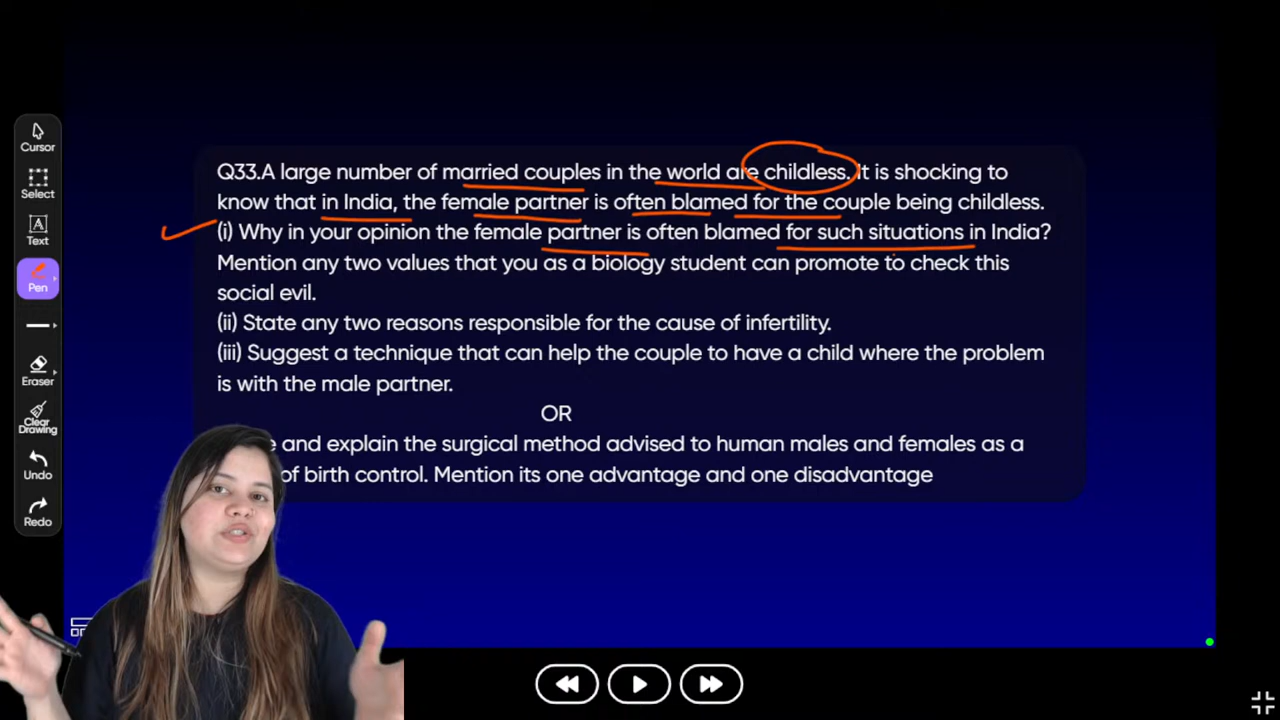 Cursor
Select
Text
Pen
Eraser
Clear
Drawing
Undo
Redo
Q33.A large number of married couples in the world are childless. It is shocking to
know that in India, the female partner is often blamed for the couple being childless.
(i) Why in your opinion the female partner is often blamed for such situations in India?
Mention any two values that you as a biology student can promote to check this
social evil.
(ii) State any two reasons responsible for the cause of infertility.
(iii) Suggest a technique that can help the couple to have a child where the problem
is with the male partner.
OR
and explain the surgical method advised to human males and females as a
of birth control. Mention its one advantage and one disadvantage